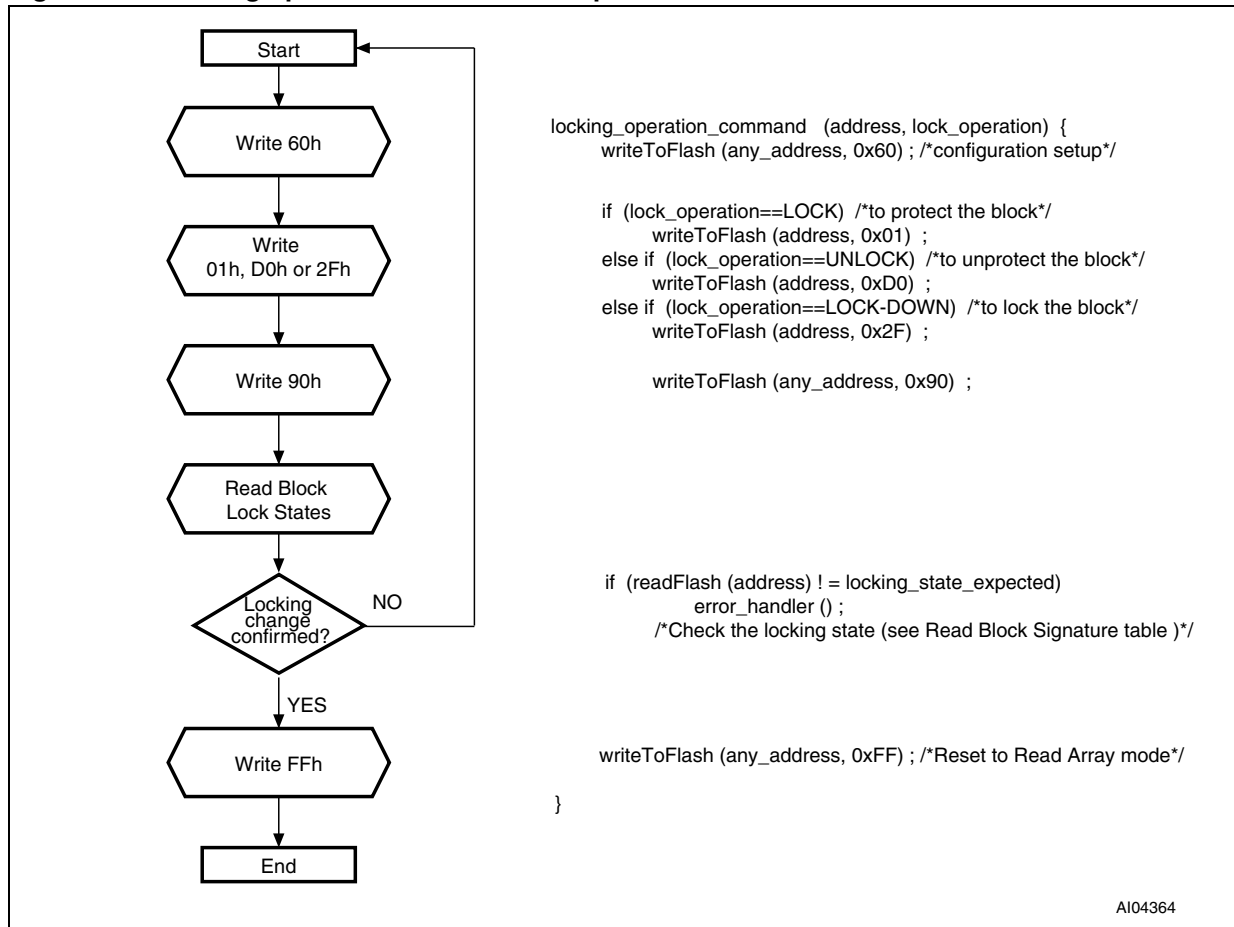 Start
Write 60h
Write
01h, D0h or 2Fh
Write 90h
Read Block
Lock States
Locking
change
confirmed?
NO
YES
Write FFh
End
locking_operation_command (address, lock_operation) {
writeToFlash (any_address, 0x60) ; /*configuration setup*/
if (lock_operation==LOCK) /*to protect the block*/
writeToFlash (address, 0x01) ;
else if (lock_operation==UNLOCK) /*to unprotect the block*/
writeToFlash (address, 0xD0) ;
else if (lock_operation==LOCK-DOWN) /*to lock the block*/
writeToFlash (address, 0x2F) ;
writeToFlash (any_address, 0x90) ;
if (readFlash (address) ! = locking_state_expected)
error_handler () ;
/*Check the locking state (see Read Block Signature table )*/
writeToFlash (any_address, 0xFF) ; /*Reset to Read Array mode*/
}
AI04364